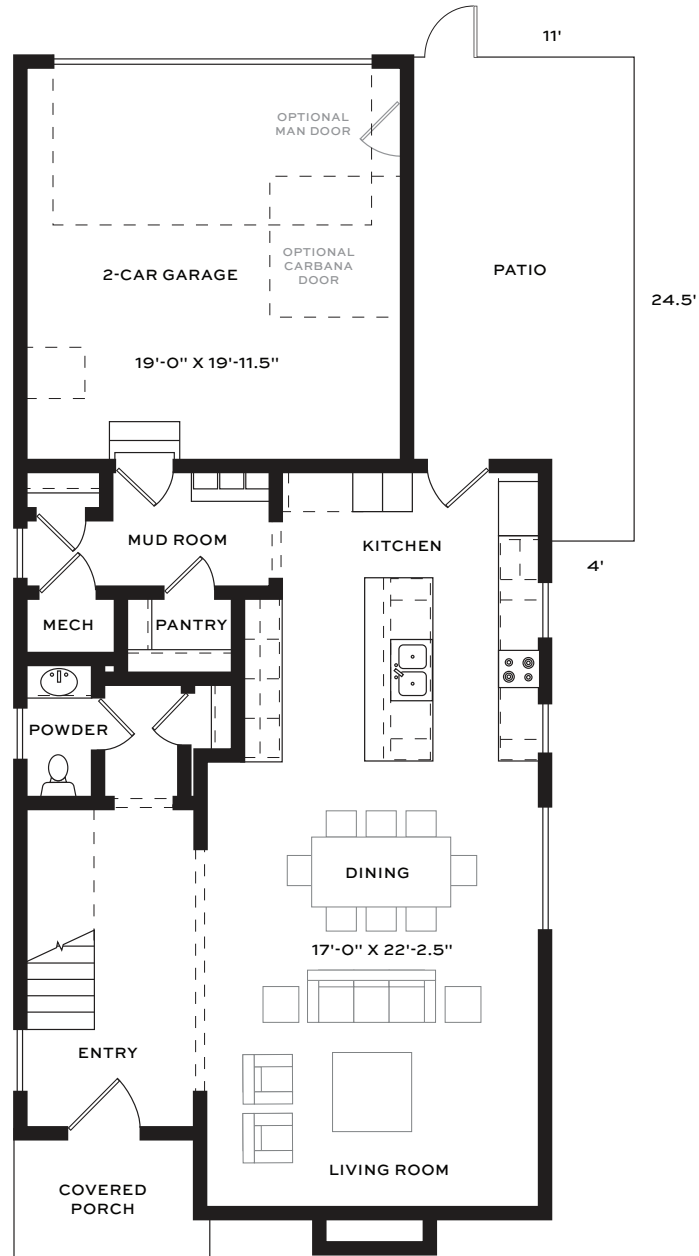 11'
OPTIONAL
MAN DOOR
OPTIONAL
CARBANA
DOOR
2-CAR GARAGE
PATIO
24.5'
19'-0" X 19'-11.5"
MUD ROOM
KITCHEN
4'
MECH
PANTRY
POWDER
DINING
17'-0" X 22'-2.5"
ENTRY
LIVING ROOM
COVERED
PORCH